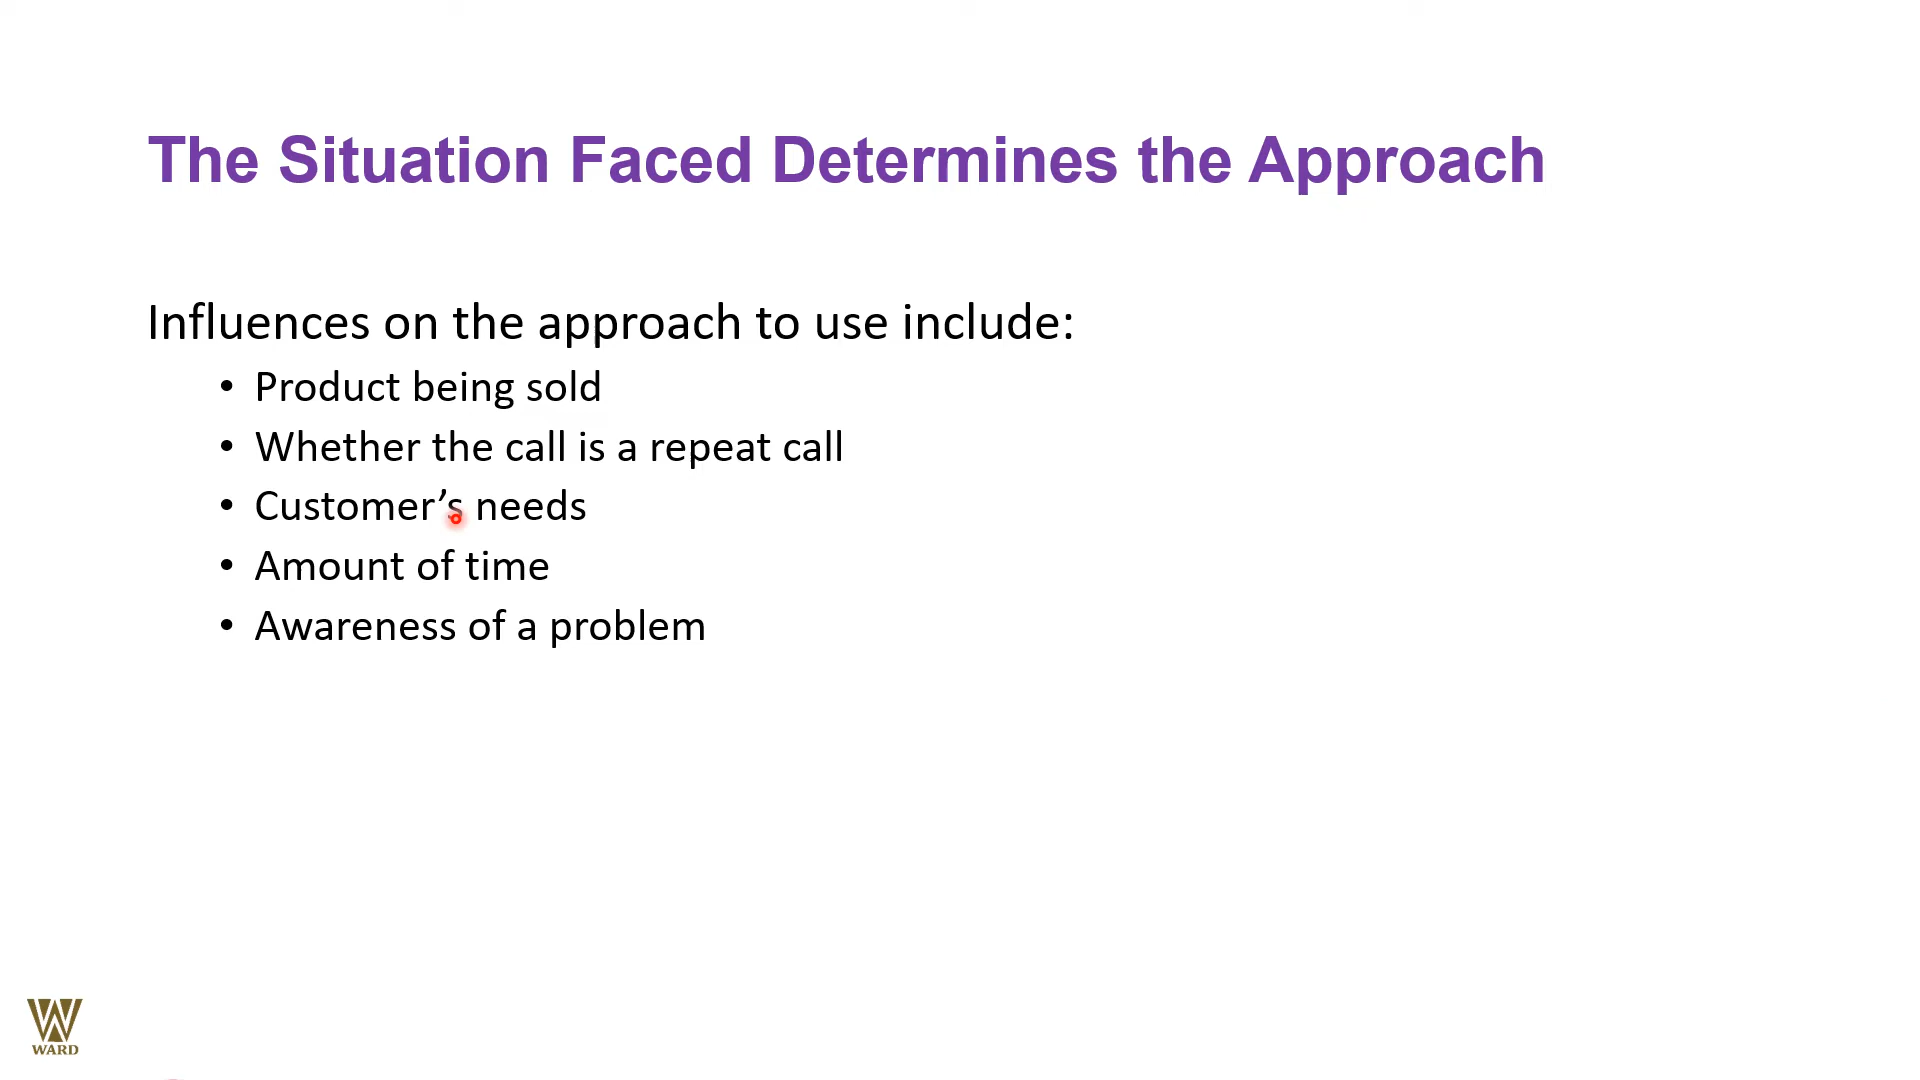 The Situation Faced Determines the Approach
Influences on the approach to use include:
• Product being sold
• Whether the call is a repeat call
• Customer’s needs
• Amount of time
• Awareness of a problem
WARD